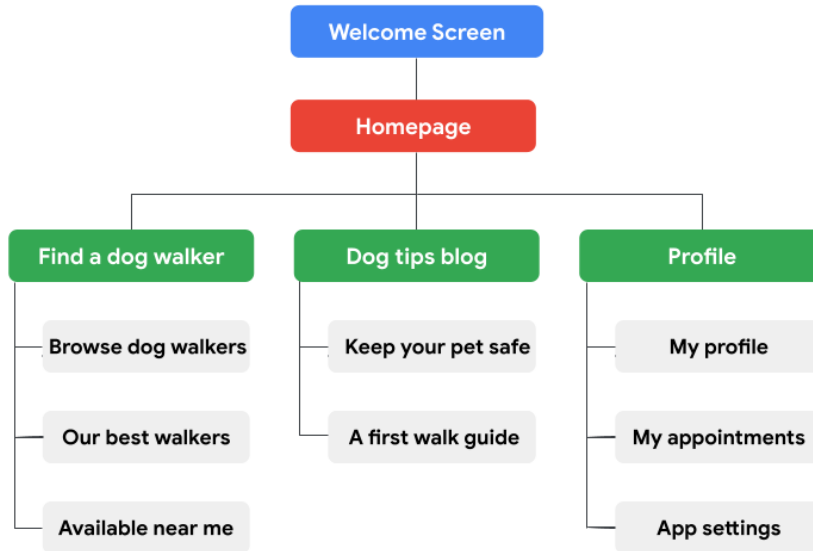 Welcome Screen
Homepage
Find a dog walker
Dog tips blog
Profile
Browse dog walkers
Keep your pet safe
My profile
Our best walkers
A first walk guide
My appointments
Available near me
App settings